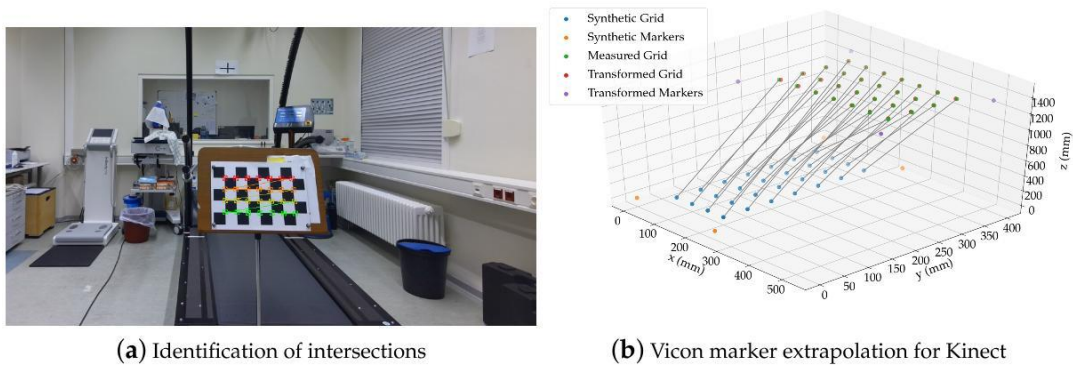 Synthetic Grid
Synthetic Markers
Measured Grid
Transformed Grid
Transformed Markers
1400
1200
1000
800
600
400
200
0
z (mm)
0
100
200
300
400
500
x (mm)
0
50
100
150
200
250
300
350
400
y (mm)
(a) Identification of intersections
(b) Vicon marker extrapolation for Kinect